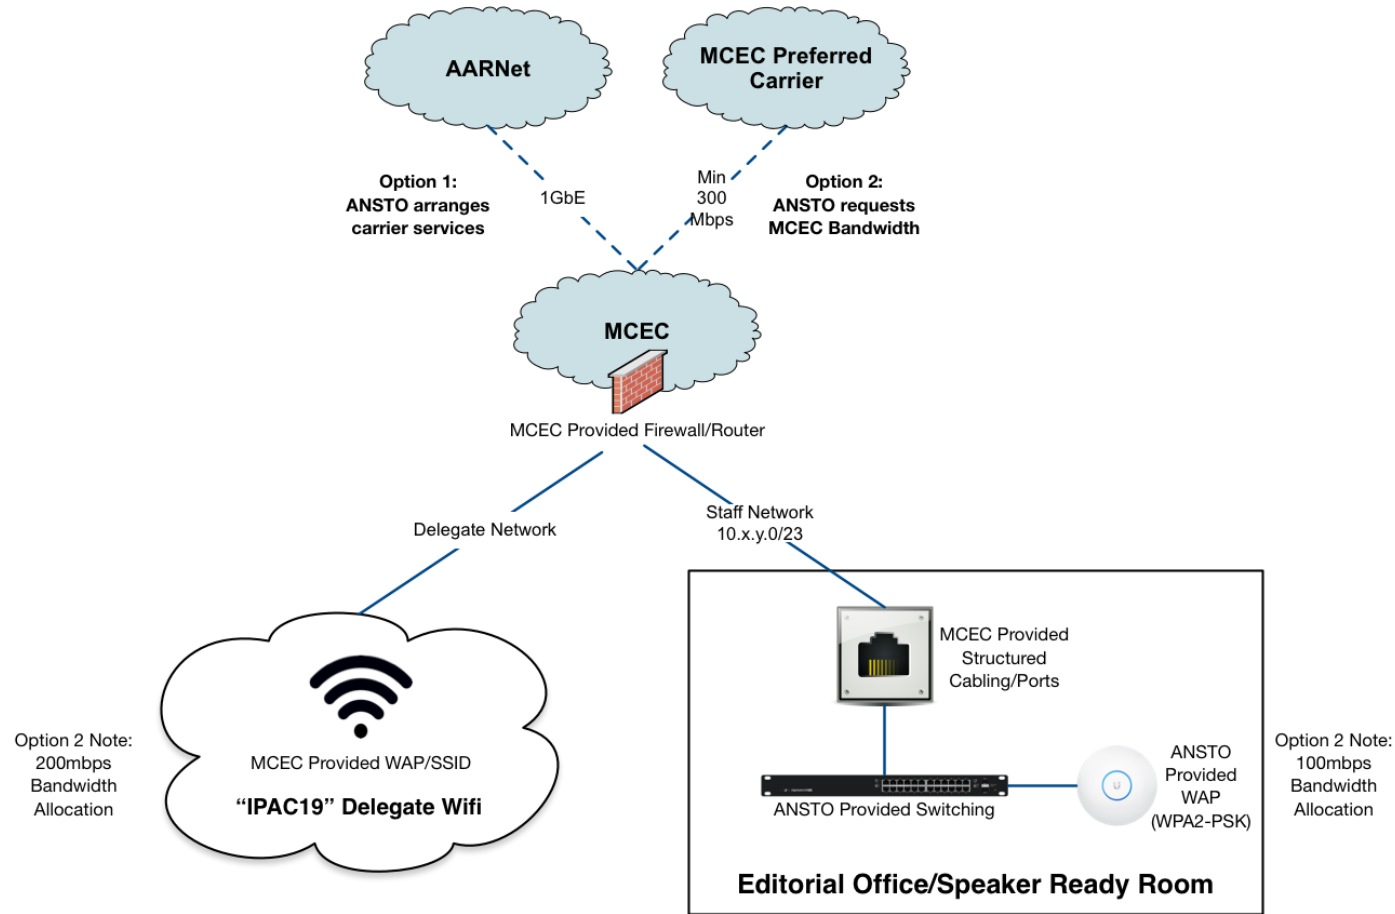 AARNet
MCEC Preferred
Carrier
Option 1:
ANSTO arranges
carrier services
1GbE
Min
300
Mbps
Option 2:
ANSTO requests
MCEC Bandwidth
MCEC
MCEC Provided Firewall/Router
Delegate Network
Staff Network
10.x.y.0/23
Option 2 Note:
200mbps
Bandwidth
Allocation
MCEC Provided WAP/SSID
“IPAC19” Delegate Wifi
MCEC Provided
Structured
Cabling/Ports
ANSTO Provided Switching
ANSTO
Provided
WAP
(WPA2-PSK)
Option 2 Note:
100mbps
Bandwidth
Allocation
Editorial Office/Speaker Ready Room